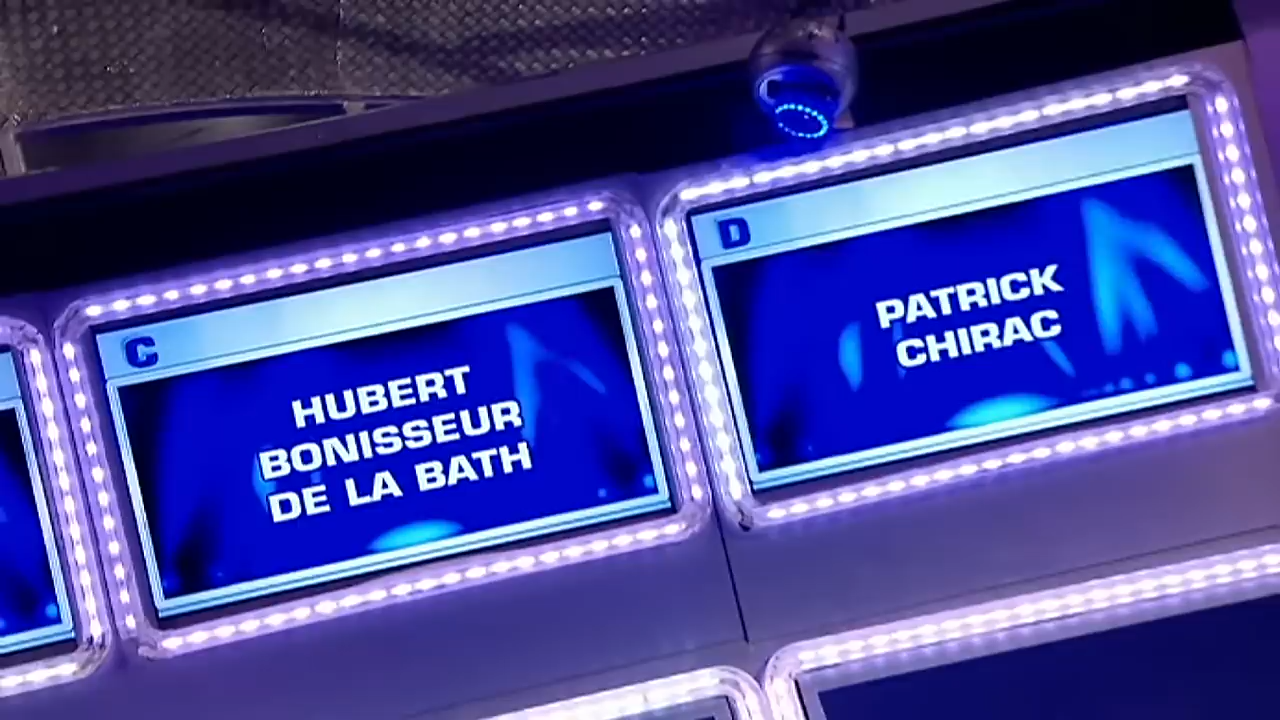 C
HUBERT
BONISSEUR
DE LA BATH
D
PATRICK
CHIRAC